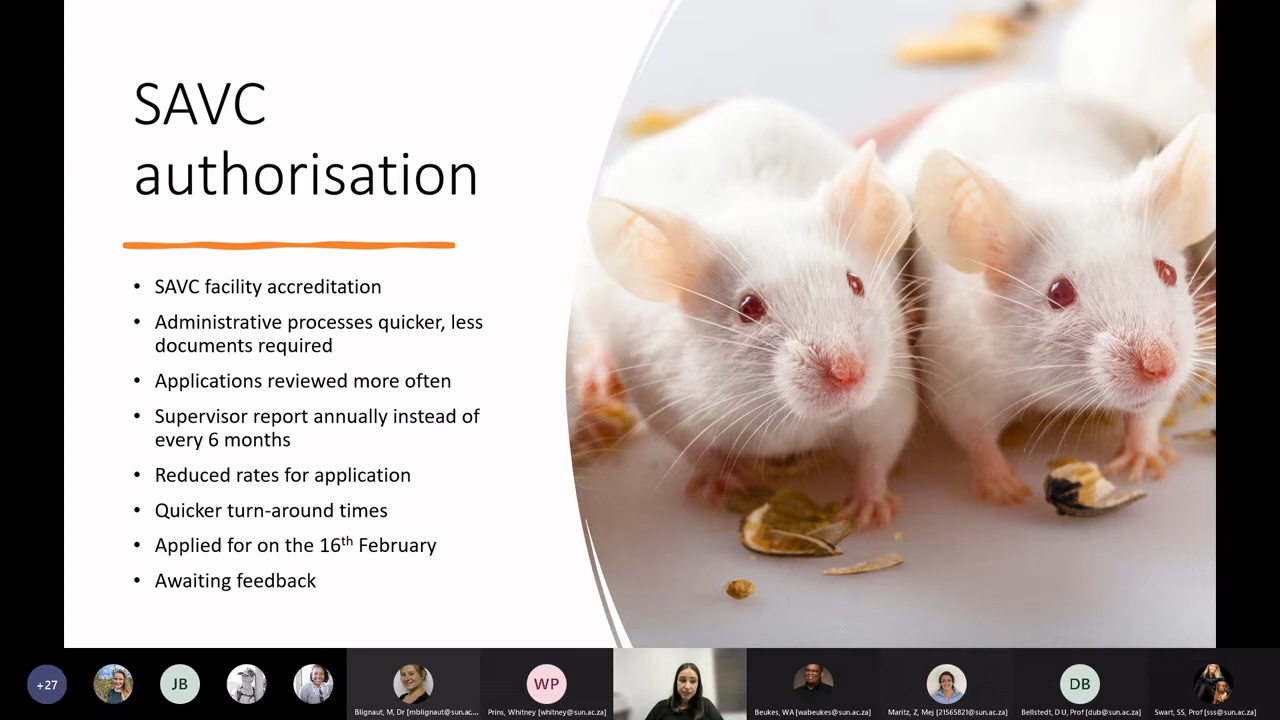 SAVC
authorisation
• SAVC facility accreditation
• Administrative processes quicker, less
documents required
• Applications reviewed more often
• Supervisor report annually instead of
every 6 months
• Reduced rates for application
• Quicker turn-around times
• Applied for on the 16th February
• Awaiting feedback
+27
JB
WP
DB
Blignaut, M, Dr [mblignaut@sun.ac...
Prins, Whitney [whitney@sun.ac.za]
Beukes, WA [wabeukes@sun.ac.za]
Maritz, Z, Mej [21565821@sun.ac.za]
Bellstedt, DU, Prof [dub@sun.ac.za]
Swart, SS, Prof [sss@sun.ac.za]